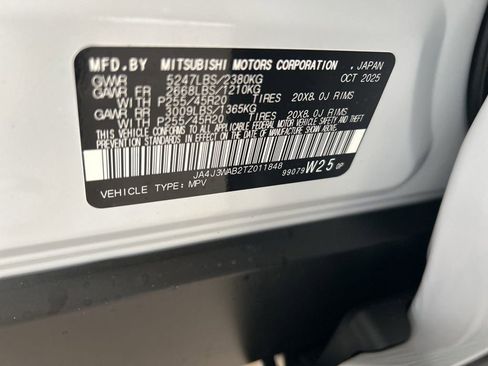 MFD.BY MITSUBISHI MOTORS CORPORATION , JAPAN
GVWR 5247LBS/2380KG OCT 2025
GAWR FR 2668LBS/1210KG
WITH P255/45R20 TIRES 20X8.0J RIMS
GAWR RR 3009LBS/1365KG
WITH P255/45R20 TIRES 20X8.0J RIMS
THIS VEHICLE CONFORMS TO ALL APPLICABLE FEDERAL MOTOR VEHICLE SAFETY AND THEFT
PREVENTION STANDARDS IN EFFECT ON THE DATE OF MANUFACTURE SHOWN ABOVE.
JA4J3WAB2TZ011848
VEHICLE TYPE: MPV 99079 W25 0P